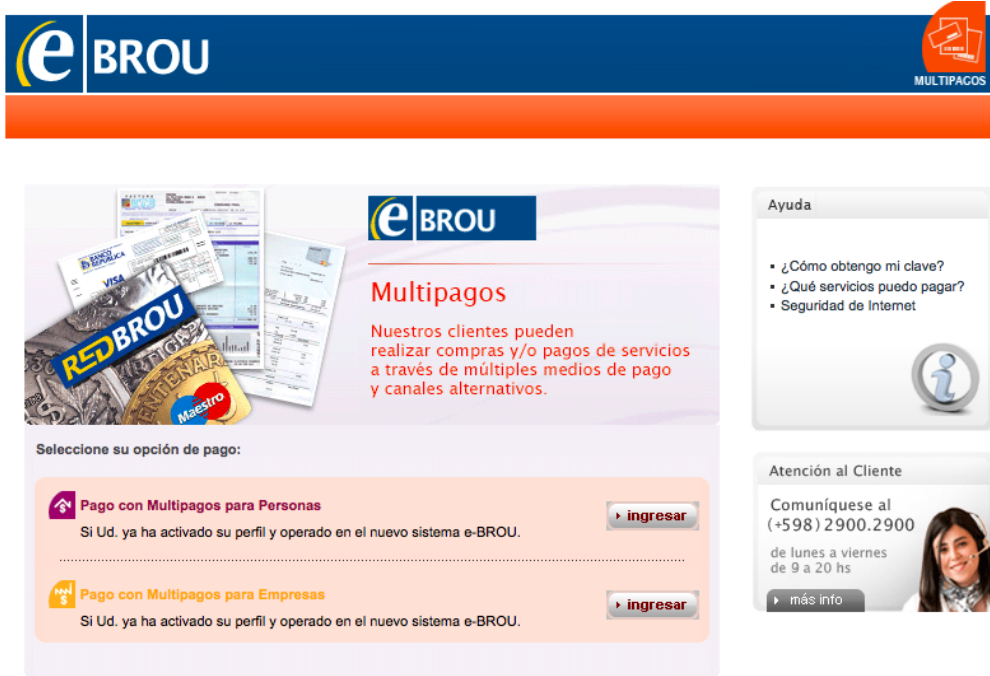 e BROU
MULTIPAGOS
FACTURA
BANCO
REPÚBLICA
VISA
REDBROU
CENTENAR
Maestro
e BROU
Multipagos
Nuestros clientes pueden
realizar compras y/o pagos de servicios
a través de múltiples medios de pago
y canales alternativos.
Ayuda
¿Cómo obtengo mi clave?
¿Qué servicios puedo pagar?
Seguridad de Internet
Seleccione su opción de pago:
Pago con Multipagos para Personas
Si Ud. ya ha activado su perfil y operado en el nuevo sistema e-BROU.
ingresar
Pago con Multipagos para Empresas
Si Ud. ya ha activado su perfil y operado en el nuevo sistema e-BROU.
ingresar
Atención al Cliente
Comuníquese al
(+598) 2900.2900
de lunes a viernes
de 9 a 20 hs
más info